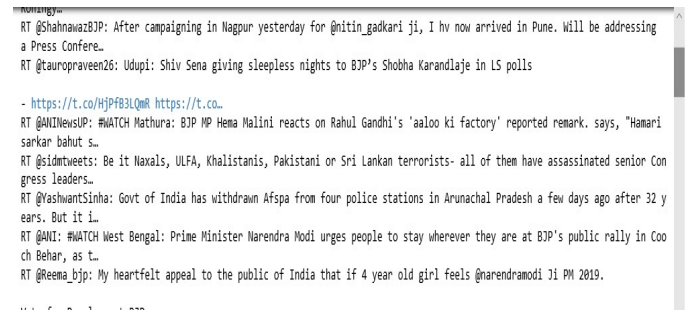 RT @ShahnawazBJP: After campaigning in Nagpur yesterday for @nitin_gadkari ji, I hv now arrived in Pune. Will be addressing
a Press Confere…
RT @tauropraveen26: Udupi: Shiv Sena giving sleepless nights to BJP’s Shobha Karandlaje in LS polls
- https://t.co/HjPfB3LQmR https://t.co…
RT @ANINewsUP: #WATCH Mathura: BJP MP Hema Malini reacts on Rahul Gandhi's 'aaloo ki factory' reported remark. says, "Hamari
sarkar bahut s…
RT @sidmtweets: Be it Naxals, ULFA, Khalistanis, Pakistani or Sri Lankan terrorists- all of them have assassinated senior Con
gress leaders…
RT @YashwantSinha: Govt of India has withdrawn Afspa from four police stations in Arunachal Pradesh a few days ago after 32 y
ears. But it i…
RT @ANI: #WATCH West Bengal: Prime Minister Narendra Modi urges people to stay wherever they are at BJP's public rally in Coo
ch Behar, as t…
RT @Reema_bjp: My heartfelt appeal to the public of India that if 4 year old girl feels @narendramodi Ji PM 2019.